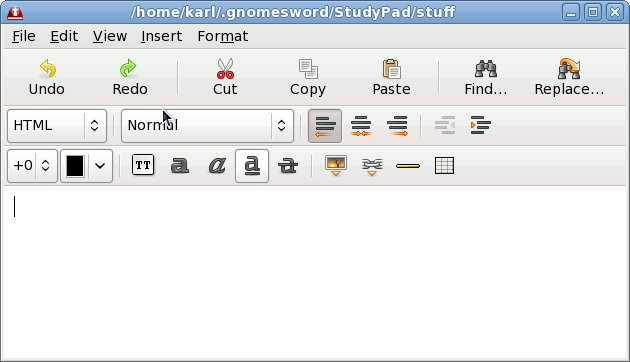 /home/karl/.gnomesword/StudyPad/stuff
File Edit View Insert Format
Undo Redo Cut Copy Paste Find... Replace...
HTML Normal
+0 TT a a a a